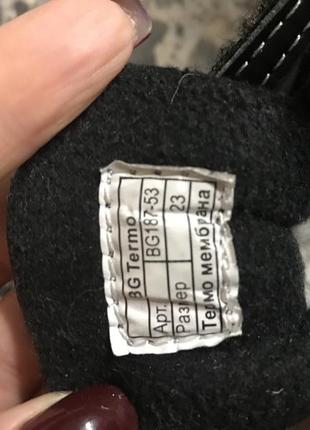 BG Termo
Арт. BG187-53
Размер 23
Термо мембрана